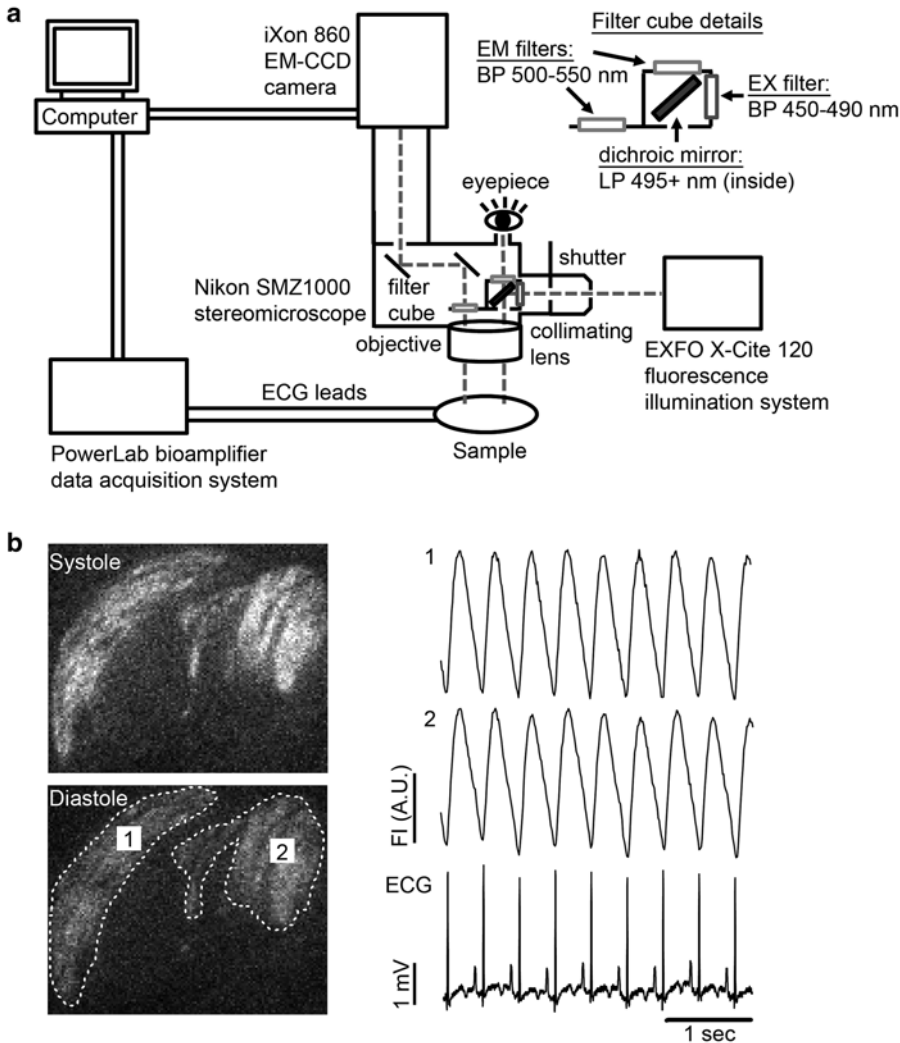 a
Computer
iXon 860
EM-CCD
camera
Filter cube details
EM filters:
BP 500-550 nm
EX filter:
BP 450-490 nm
dichroic mirror:
LP 495+ nm (inside)
eyepiece
shutter
Nikon SMZ1000
stereomicroscope
filter
cube
objective
collimating
lens
EXFO X-Cite 120
fluorescence
illumination system
ECG leads
Sample
PowerLab bioamplifier
data acquisition system
b
Systole
Diastole
1
2
1
2
FI (A.U.)
ECG
1 mV
1 sec